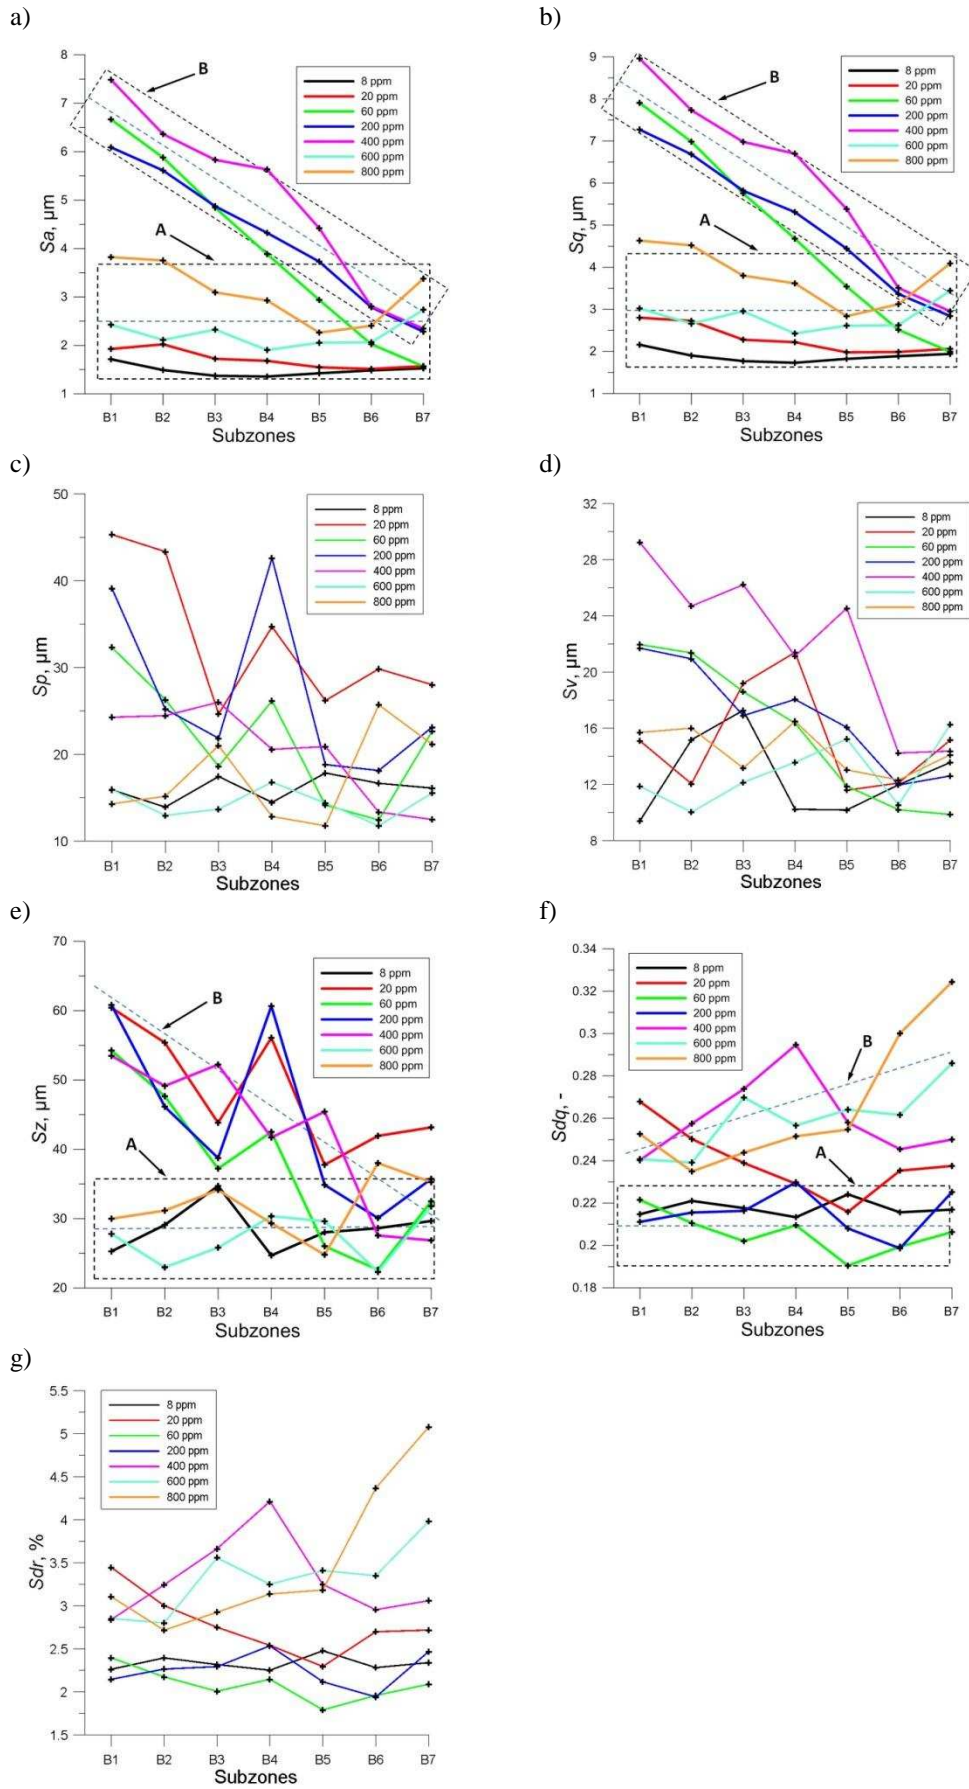 a)
b)
8
7
6
5
4
3
2
1
Sa, µm
B
A
8 ppm
20 ppm
60 ppm
200 ppm
400 ppm
600 ppm
800 ppm
B1 B2 B3 B4 B5 B6 B7
Subzones
9
8
7
6
5
4
3
2
1
Sq, µm
B
A
8 ppm
20 ppm
60 ppm
200 ppm
400 ppm
600 ppm
800 ppm
B1 B2 B3 B4 B5 B6 B7
Subzones
c)
d)
50
40
30
20
10
Sp, µm
8 ppm
20 ppm
60 ppm
200 ppm
400 ppm
600 ppm
800 ppm
B1 B2 B3 B4 B5 B6 B7
Subzones
32
28
24
20
16
12
8
Sv, µm
8 ppm
20 ppm
60 ppm
200 ppm
400 ppm
600 ppm
800 ppm
B1 B2 B3 B4 B5 B6 B7
Subzones
e)
f)
70
60
50
40
30
20
Sz, µm
B
A
8 ppm
20 ppm
60 ppm
200 ppm
400 ppm
600 ppm
800 ppm
B1 B2 B3 B4 B5 B6 B7
Subzones
0.34
0.32
0.3
0.28
0.26
0.24
0.22
0.2
0.18
Sdq, -
8 ppm
20 ppm
60 ppm
200 ppm
400 ppm
600 ppm
800 ppm
B
A
B1 B2 B3 B4 B5 B6 B7
Subzones
g)
5.5
5
4.5
4
3.5
3
2.5
2
1.5
Sdr, %
8 ppm
20 ppm
60 ppm
200 ppm
400 ppm
600 ppm
800 ppm
B1 B2 B3 B4 B5 B6 B7
Subzones